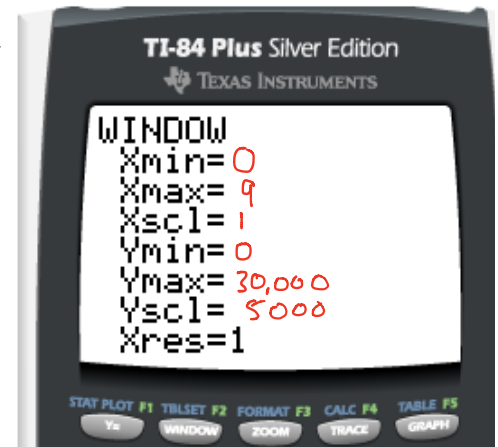 TI-84 Plus Silver Edition
TEXAS INSTRUMENTS
WINDOW
Xmin=0
Xmax=9
Xscl=1
Ymin=0
Ymax=30,000
Yscl=5000
Xres=1
STAT PLOT F1 TBLSET F2 FORMAT F3 CALC F4 TABLE F5
Y= WINDOW ZOOM TRACE GRAPH